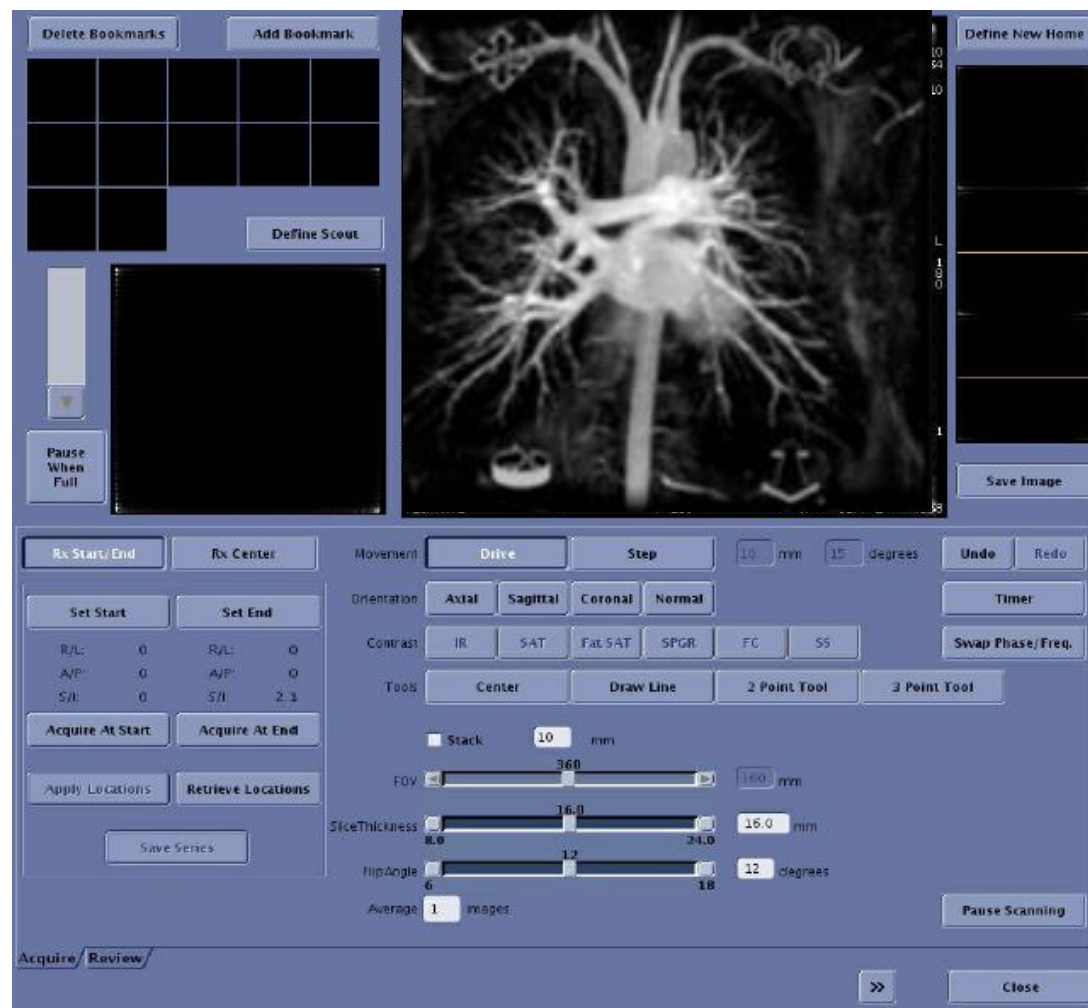 Delete Bookmarks Add Bookmark
Define New Home
10
L
1
8
0
1
Define Scout
Pause
When
Full
Save Image
Rx Start/End Rx Center Movement Drive Step 10 mm 15 degrees Undo Redo
Set Start Set End Orientation Axial Sagittal Coronal Normal Timer
R/L: 0 R/L: 0 Contrast IR SAT Fat SAT SPGR FC SS Swap Phase/Freq.
A/P: 0 A/P: 0
S/I: 0 S/I: 2.1 Tools Center Draw Line 2 Point Tool 3 Point Tool
Acquire At Start Acquire At End Stack 10 mm
360
Apply Locations Retrieve Locations FOV 360 mm
16.0
SliceThickness 16.0 mm
8.0 24.0
Save Series
12
FlipAngle 12 degrees
6 18
Average 1 images Pause Scanning
Acquire Review
>> Close